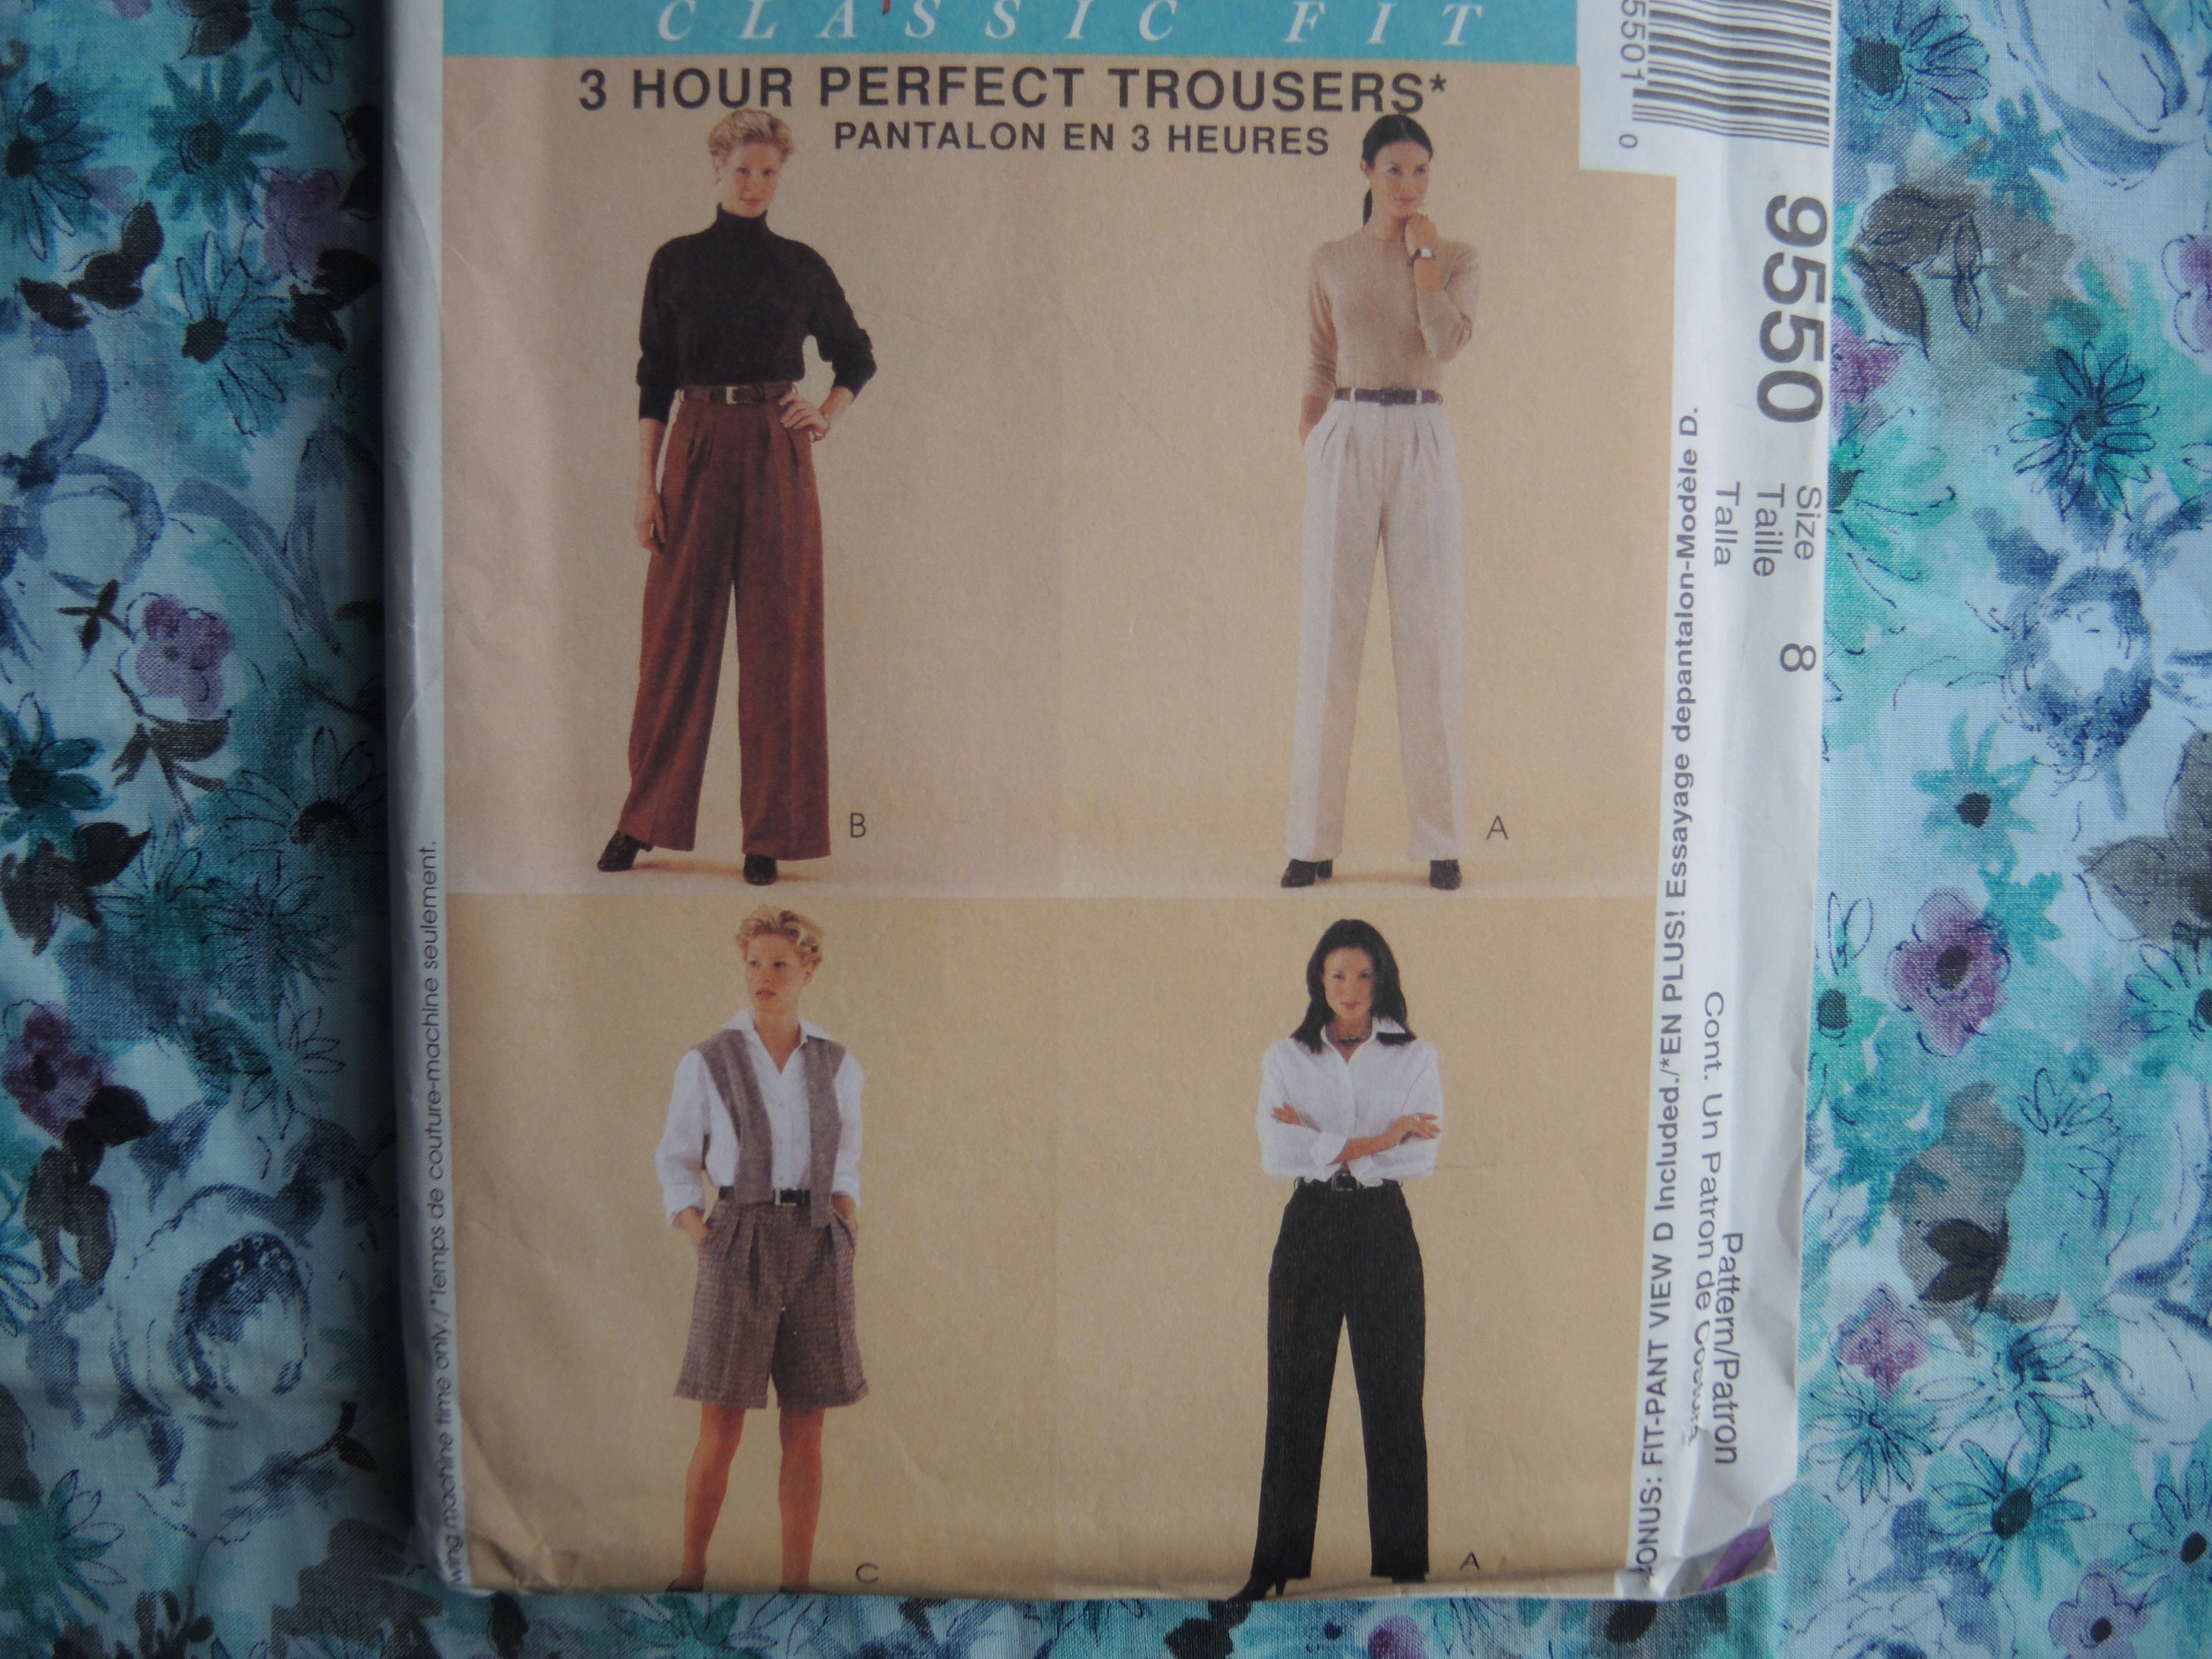 CLASSIC FIT
3 HOUR PERFECT TROUSERS*
PANTALON EN 3 HEURES
B
A
C
A
55010 0
9550
Size
Taille 8
Talla
BONUS: FIT-PANT VIEW D Included./*EN PLUS! Essayage depantalon-Modèle D.
Pattern/Patron
Cont. Un Patron de
machine time only./*Temps de couture-machine seulement.